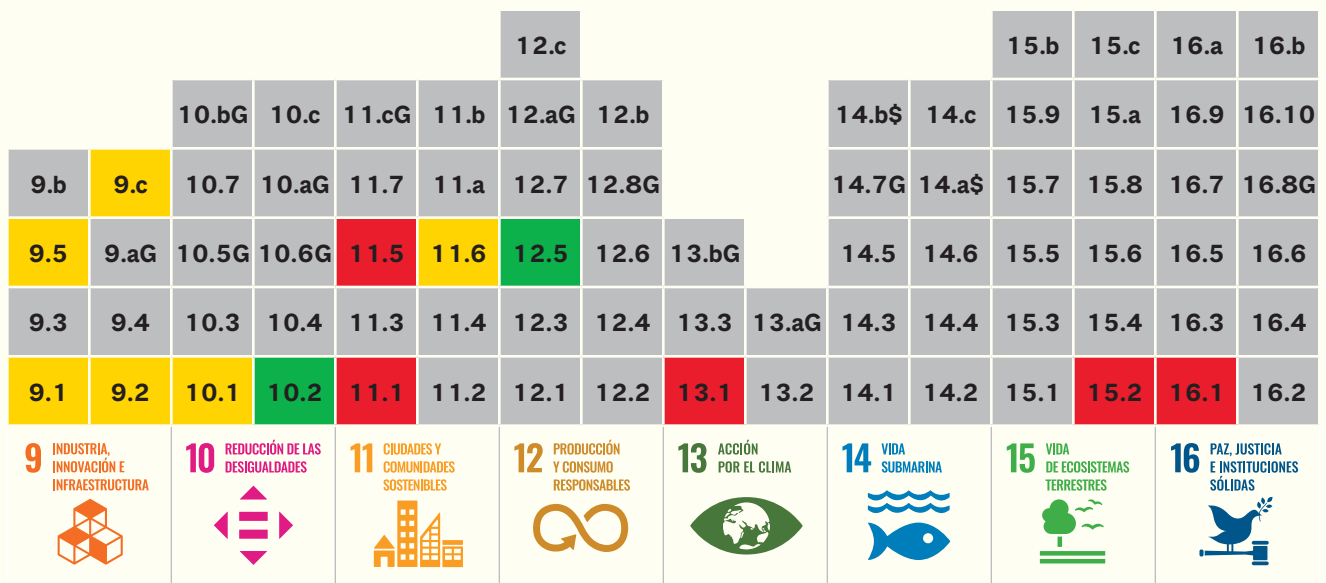 12.c 15.b 15.c 16.a 16.b
10.bG 10.c 11.cG 11.b 12.aG 12.b 14.b$ 14.c 15.9 15.a 16.9 16.10
9.b 9.c 10.7 10.aG 11.7 11.a 12.7 12.8G 14.7G 14.a$ 15.7 15.8 16.7 16.8G
9.5 9.aG 10.5G 10.6G 11.5 11.6 12.5 12.6 13.bG 14.5 14.6 15.5 15.6 16.5 16.6
9.3 9.4 10.3 10.4 11.3 11.4 12.3 12.4 13.3 13.aG 14.3 14.4 15.3 15.4 16.3 16.4
9.1 9.2 10.1 10.2 11.1 11.2 12.1 12.2 13.1 13.2 14.1 14.2 15.1 15.2 16.1 16.2
9 INDUSTRIA,
INNOVACIÓN E
INFRAESTRUCTURA
10 REDUCCIÓN DE LAS
DESIGUALDADES
11 CIUDADES Y
COMUNIDADES
SOSTENIBLES
12 PRODUCCIÓN
Y CONSUMO
RESPONSABLES
13 ACCIÓN
POR EL CLIMA
14 VIDA
SUBMARINA
15 VIDA
DE ECOSISTEMAS
TERRESTRES
16 PAZ, JUSTICIA
E INSTITUCIONES
SÓLIDAS